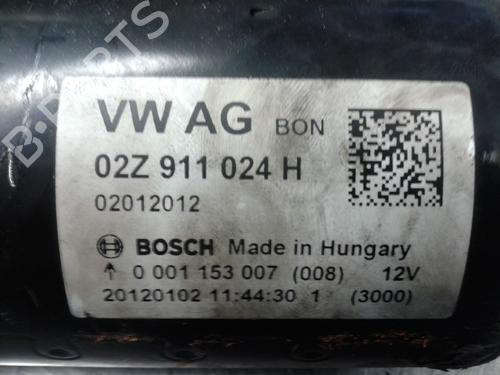 B-PARTS
VW AG BON
02Z 911 024 H
02012012
BOSCH Made in Hungary
↑ 0 001 153 007 (008) 12V
20120102 11:44:30 1 (3000)